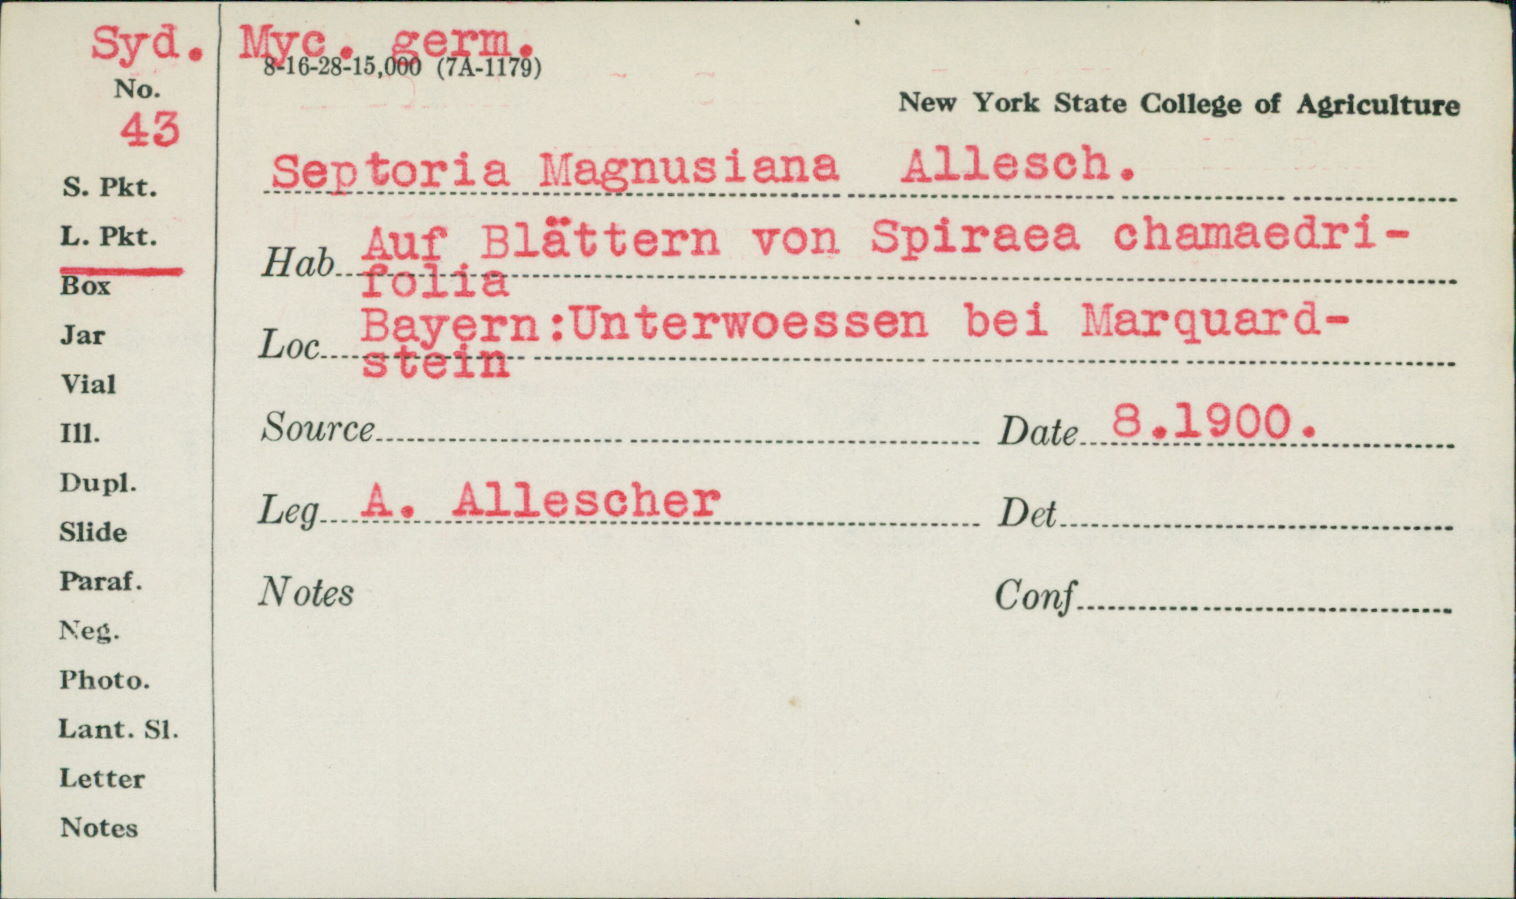 Syd. Myc. germ.
8-16-28-15,000 (7A-1179)
No.
43
New York State College of Agriculture
Septoria Magnusiana Allesch.
S. Pkt.
L. Pkt.
Hab. Auf Blättern von Spiraea chamaedri-
folia
Box
Loc. Bayern:Unterwoessen bei Marquard-
stein
Jar
Vial
Ill.
Source
Date 8.1900.
Dupl.
Leg. A. Allescher
Det.
Slide
Paraf.
Notes
Conf.
Neg.
Photo.
Lant. Sl.
Letter
Notes